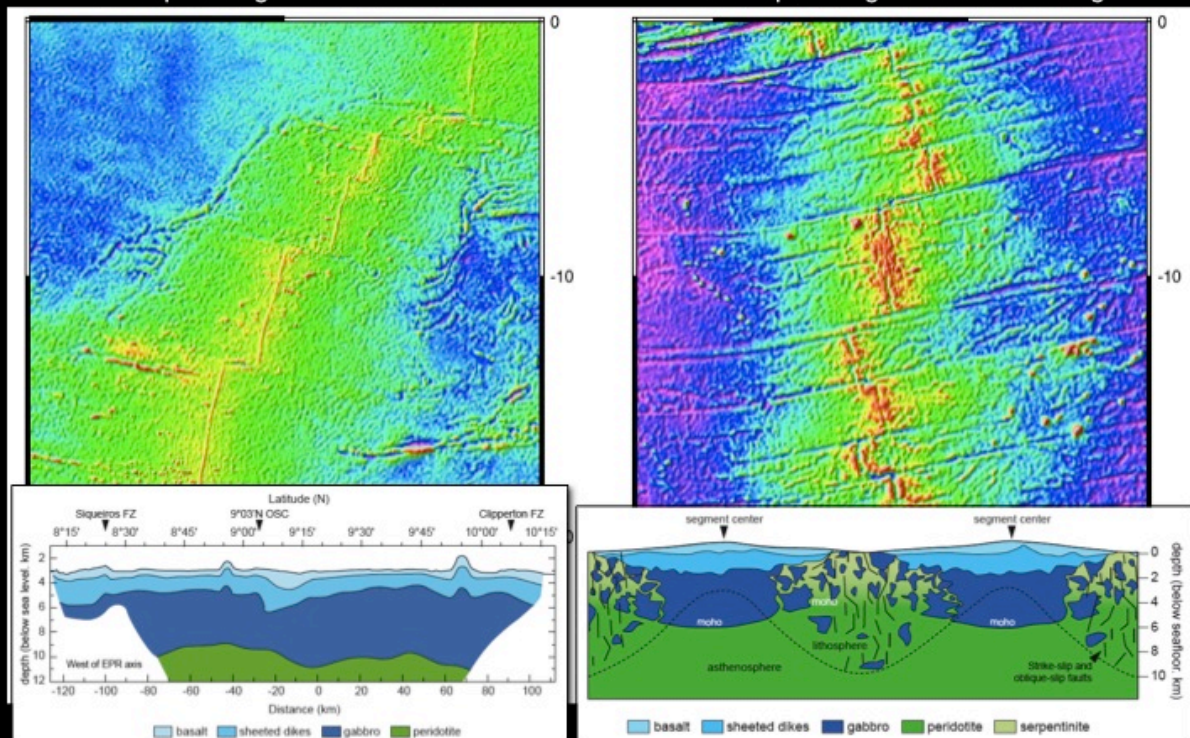 0
-10
0
-10
Latitude (N)
Siqueiros FZ
9°03'N OSC
Clipperton FZ
8°15' 8°30' 8°45' 9°00' 9°15' 9°30' 9°45' 10°00' 10°15'
depth (below sea level. km)
2
4
6
8
10
12
West of EPR axis
-120 -100 -80 -60 -40 -20 0 20 40 60 80 100
Distance (km)
basalt sheeted dikes gabbro peridotite
segment center segment center
0
2
4
6
8
10
depth (below seafloor. km)
moho moho moho
lithosphere
asthenosphere
Strike-slip and
oblique-slip faults
basalt sheeted dikes gabbro peridotite serpentinite